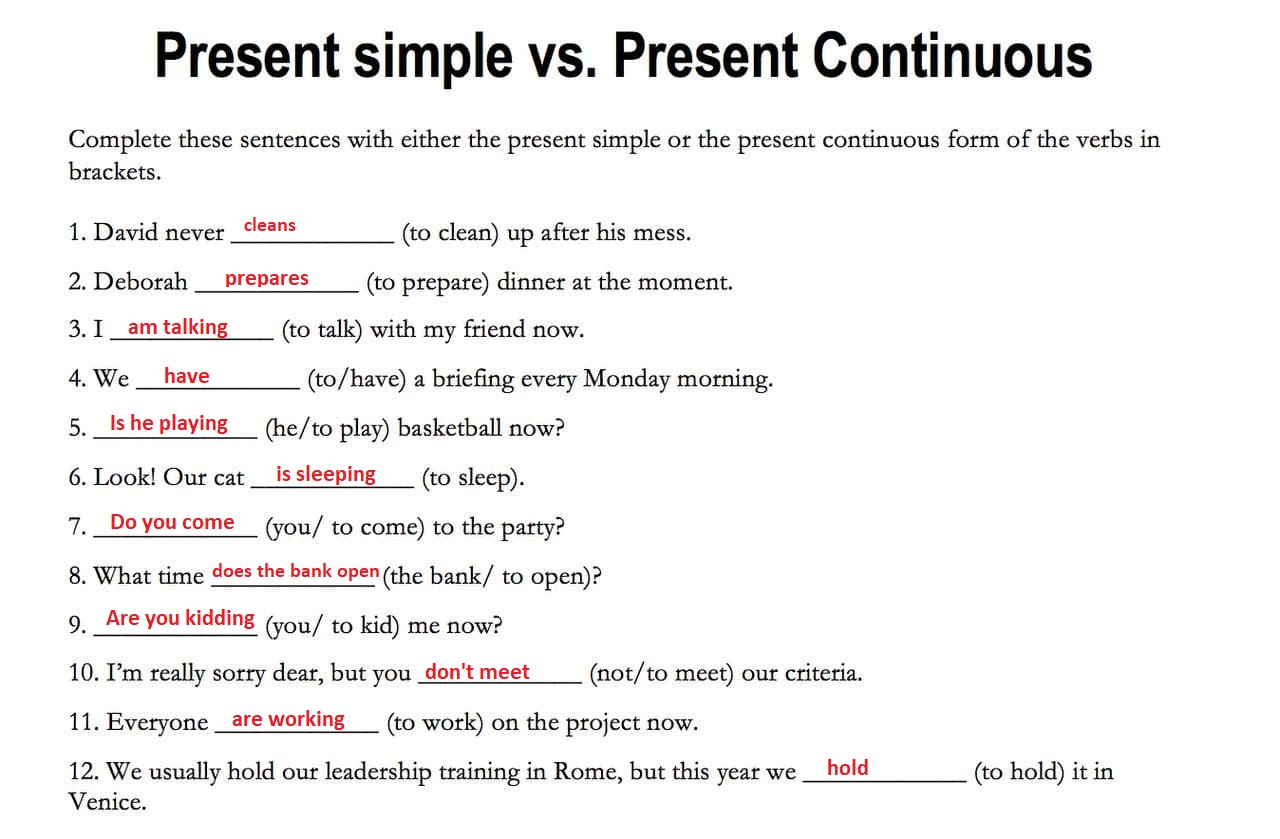 Present simple vs. Present Continuous
Complete these sentences with either the present simple or the present continuous form of the verbs in
brackets.
1. David never cleans (to clean) up after his mess.
2. Deborah prepares (to prepare) dinner at the moment.
3. I am talking (to talk) with my friend now.
4. We have (to/have) a briefing every Monday morning.
5. Is he playing (he/to play) basketball now?
6. Look! Our cat is sleeping (to sleep).
7. Do you come (you/ to come) to the party?
8. What time does the bank open (the bank/ to open)?
9. Are you kidding (you/ to kid) me now?
10. I’m really sorry dear, but you don't meet (not/to meet) our criteria.
11. Everyone are working (to work) on the project now.
12. We usually hold our leadership training in Rome, but this year we hold (to hold) it in
Venice.